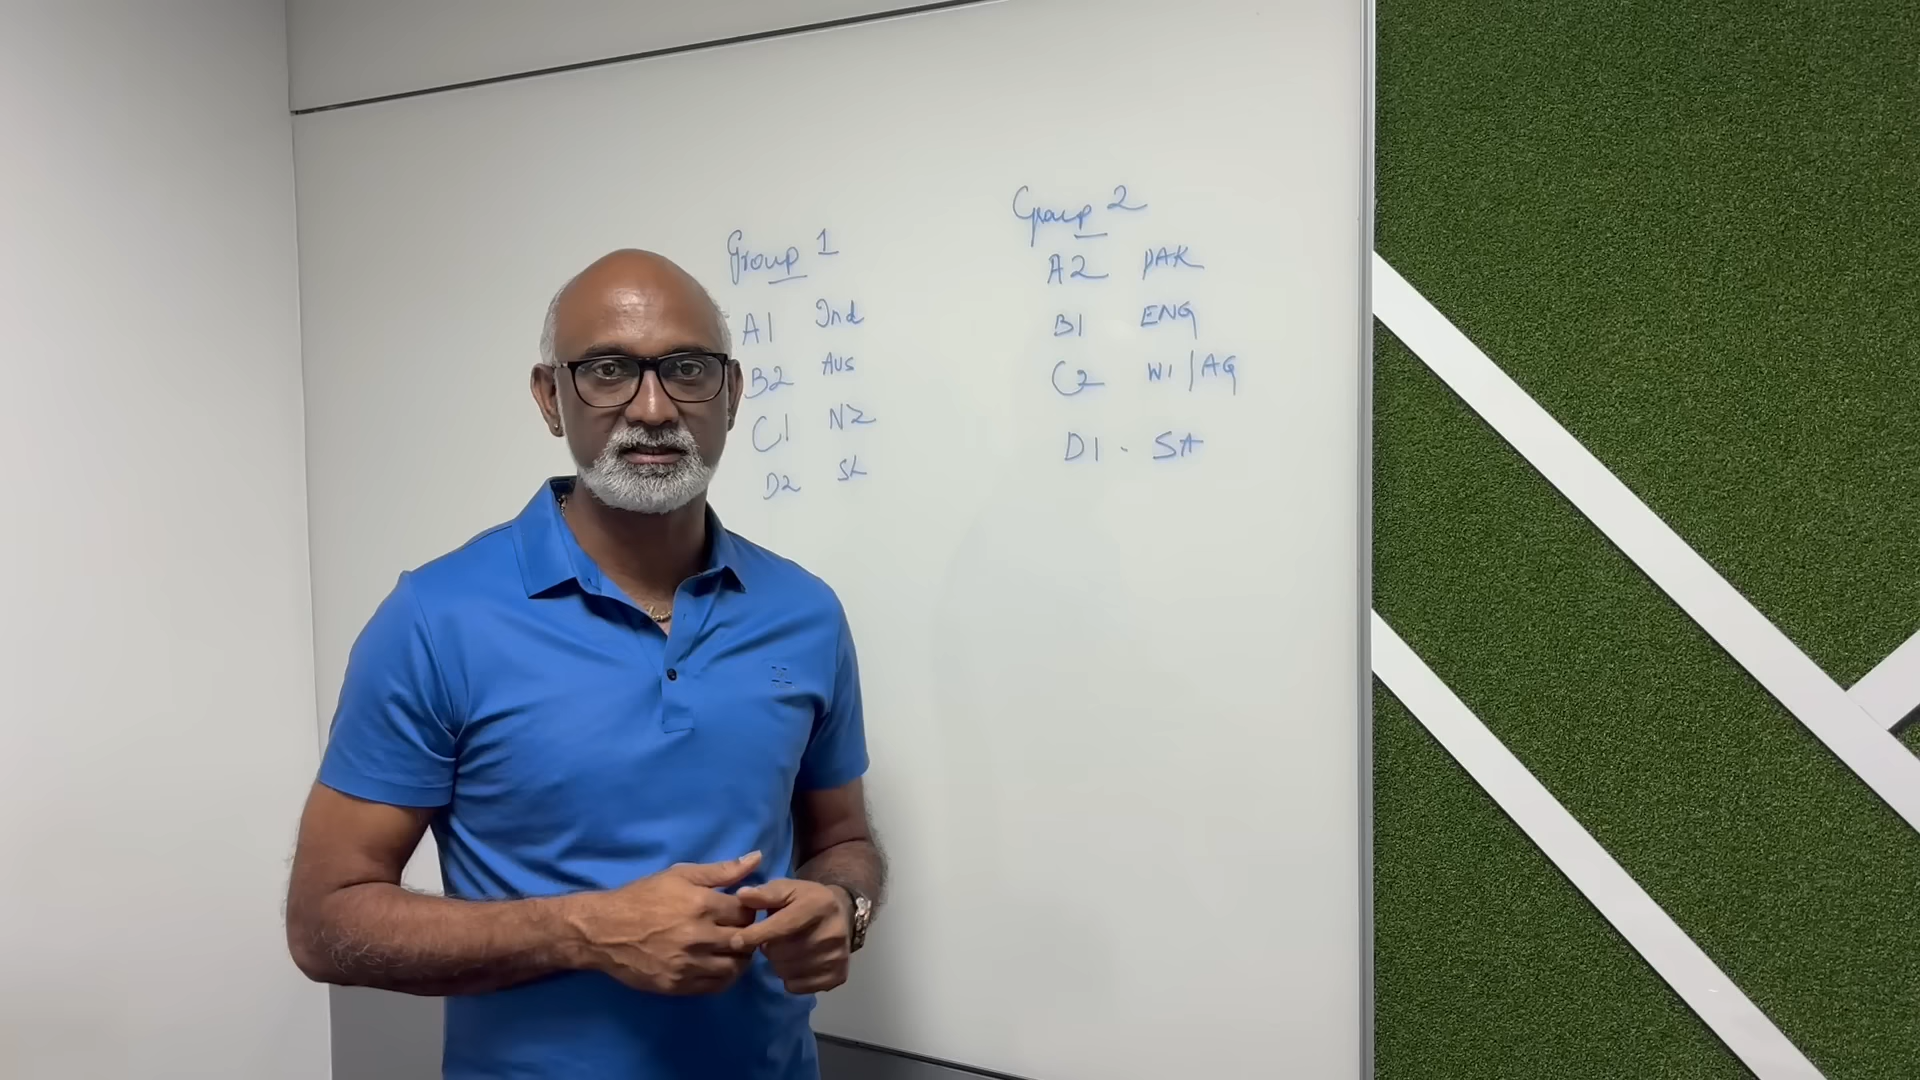 Group 1
A1 Ind
B2 Aus
C1 NZ
D2 SL
Group 2
A2 PAK
B1 ENG
C2 WI/AG
D1 - SA